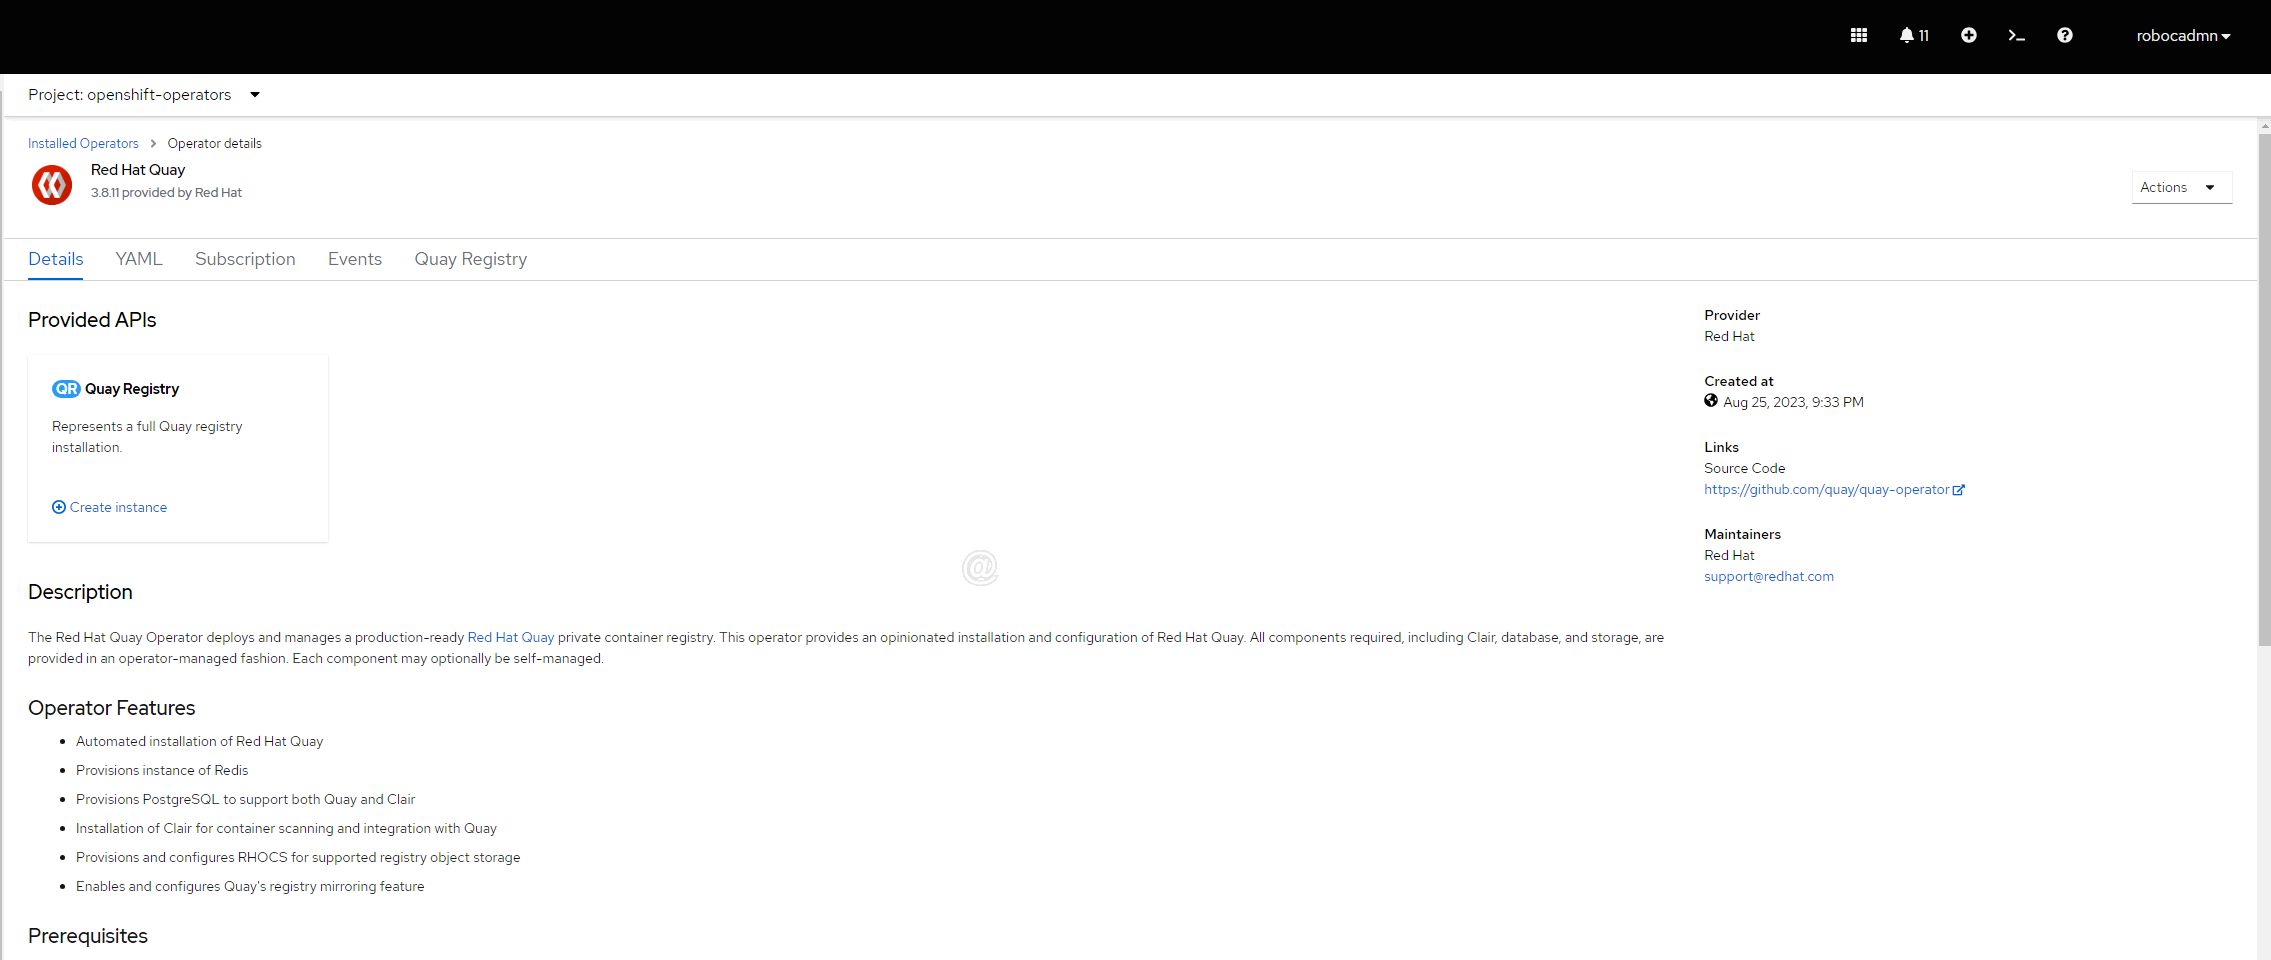 11
robocadmn
Project: openshift-operators
Installed Operators > Operator details
Red Hat Quay
3.8.11 provided by Red Hat
Actions
Details YAML Subscription Events Quay Registry
Provided APIs
QR Quay Registry
Represents a full Quay registry
installation.
Create instance
Provider
Red Hat
Created at
Aug 25, 2023, 9:33 PM
Links
Source Code
https://github.com/quay/quay-operator
Maintainers
Red Hat
support@redhat.com
@
Description
The Red Hat Quay Operator deploys and manages a production-ready Red Hat Quay private container registry. This operator provides an opinionated installation and configuration of Red Hat Quay. All components required, including Clair, database, and storage, are
provided in an operator-managed fashion. Each component may optionally be self-managed.
Operator Features
• Automated installation of Red Hat Quay
• Provisions instance of Redis
• Provisions PostgreSQL to support both Quay and Clair
• Installation of Clair for container scanning and integration with Quay
• Provisions and configures RHOCS for supported registry object storage
• Enables and configures Quay's registry mirroring feature
Prerequisites